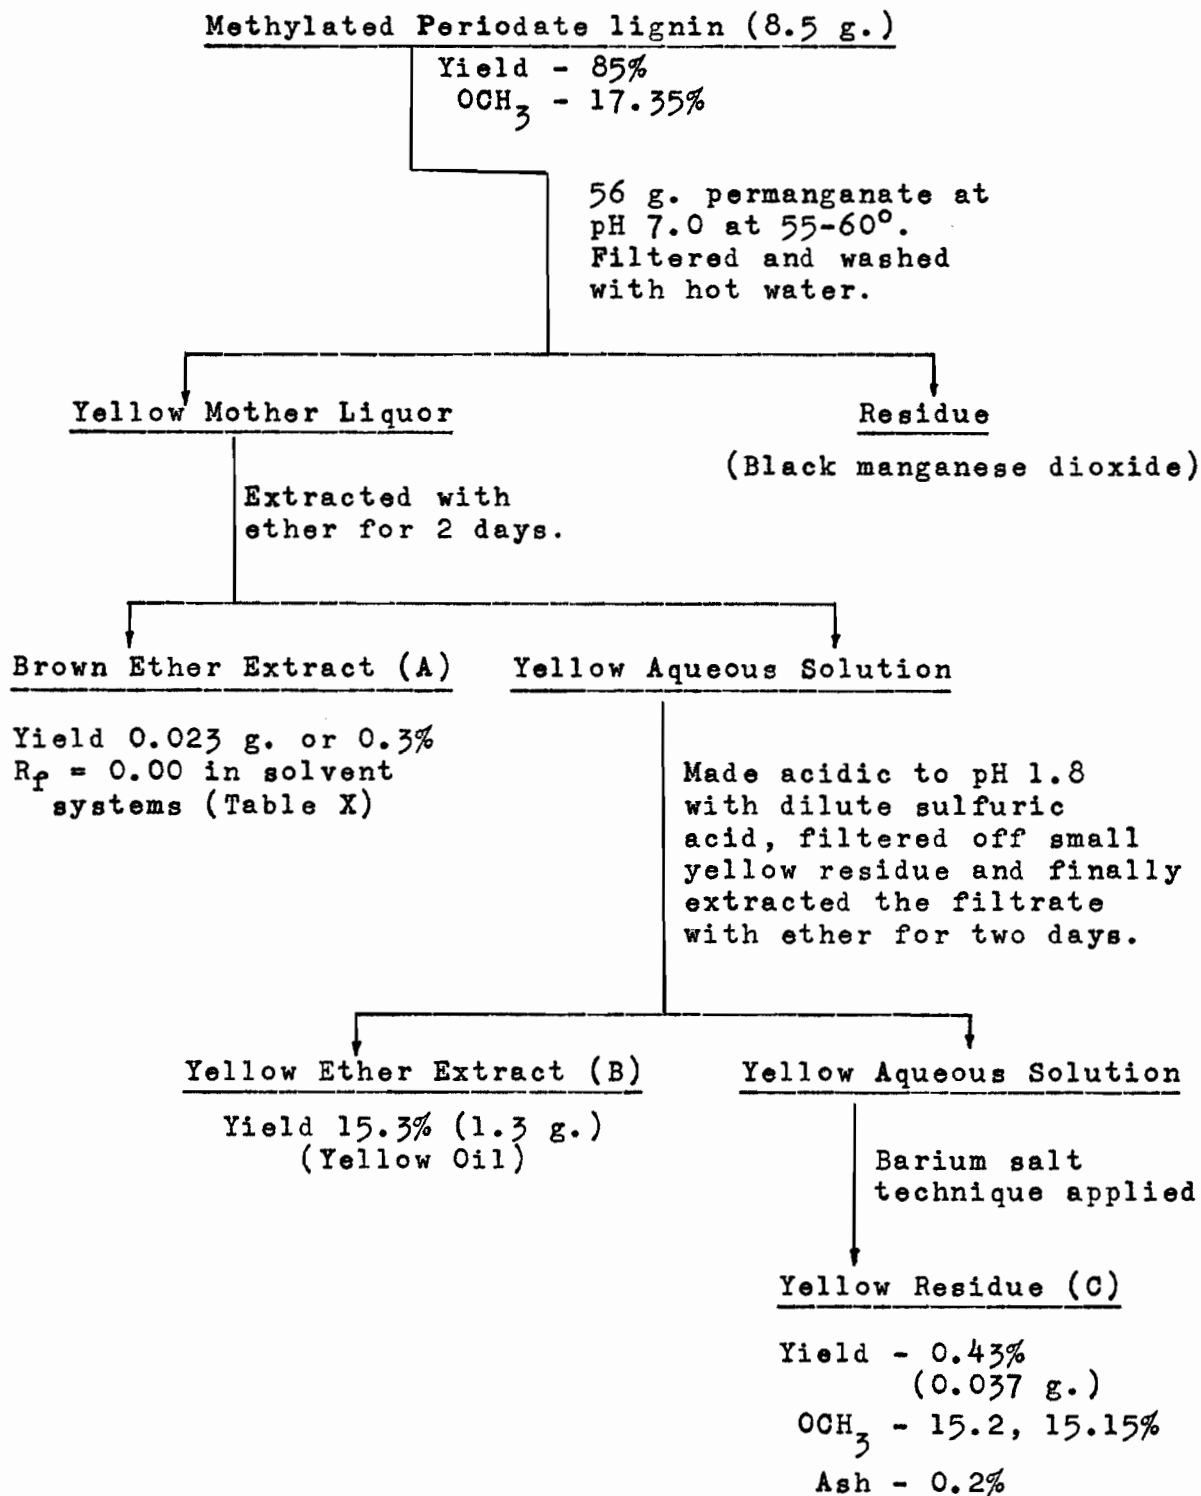 Methylated Periodate lignin (8.5 g.)
Yield - 85%
OCH3 - 17.35%
56 g. permanganate at
pH 7.0 at 55-60°.
Filtered and washed
with hot water.
Yellow Mother Liquor
Residue
(Black manganese dioxide)
Extracted with
ether for 2 days.
Brown Ether Extract (A)
Yield 0.023 g. or 0.3%
Rf = 0.00 in solvent
systems (Table X)
Yellow Aqueous Solution
Made acidic to pH 1.8
with dilute sulfuric
acid, filtered off small
yellow residue and finally
extracted the filtrate
with ether for two days.
Yellow Ether Extract (B)
Yield 15.3% (1.3 g.)
(Yellow Oil)
Yellow Aqueous Solution
Barium salt
technique applied
Yellow Residue (C)
Yield - 0.43%
(0.037 g.)
OCH3 - 15.2, 15.15%
Ash - 0.2%